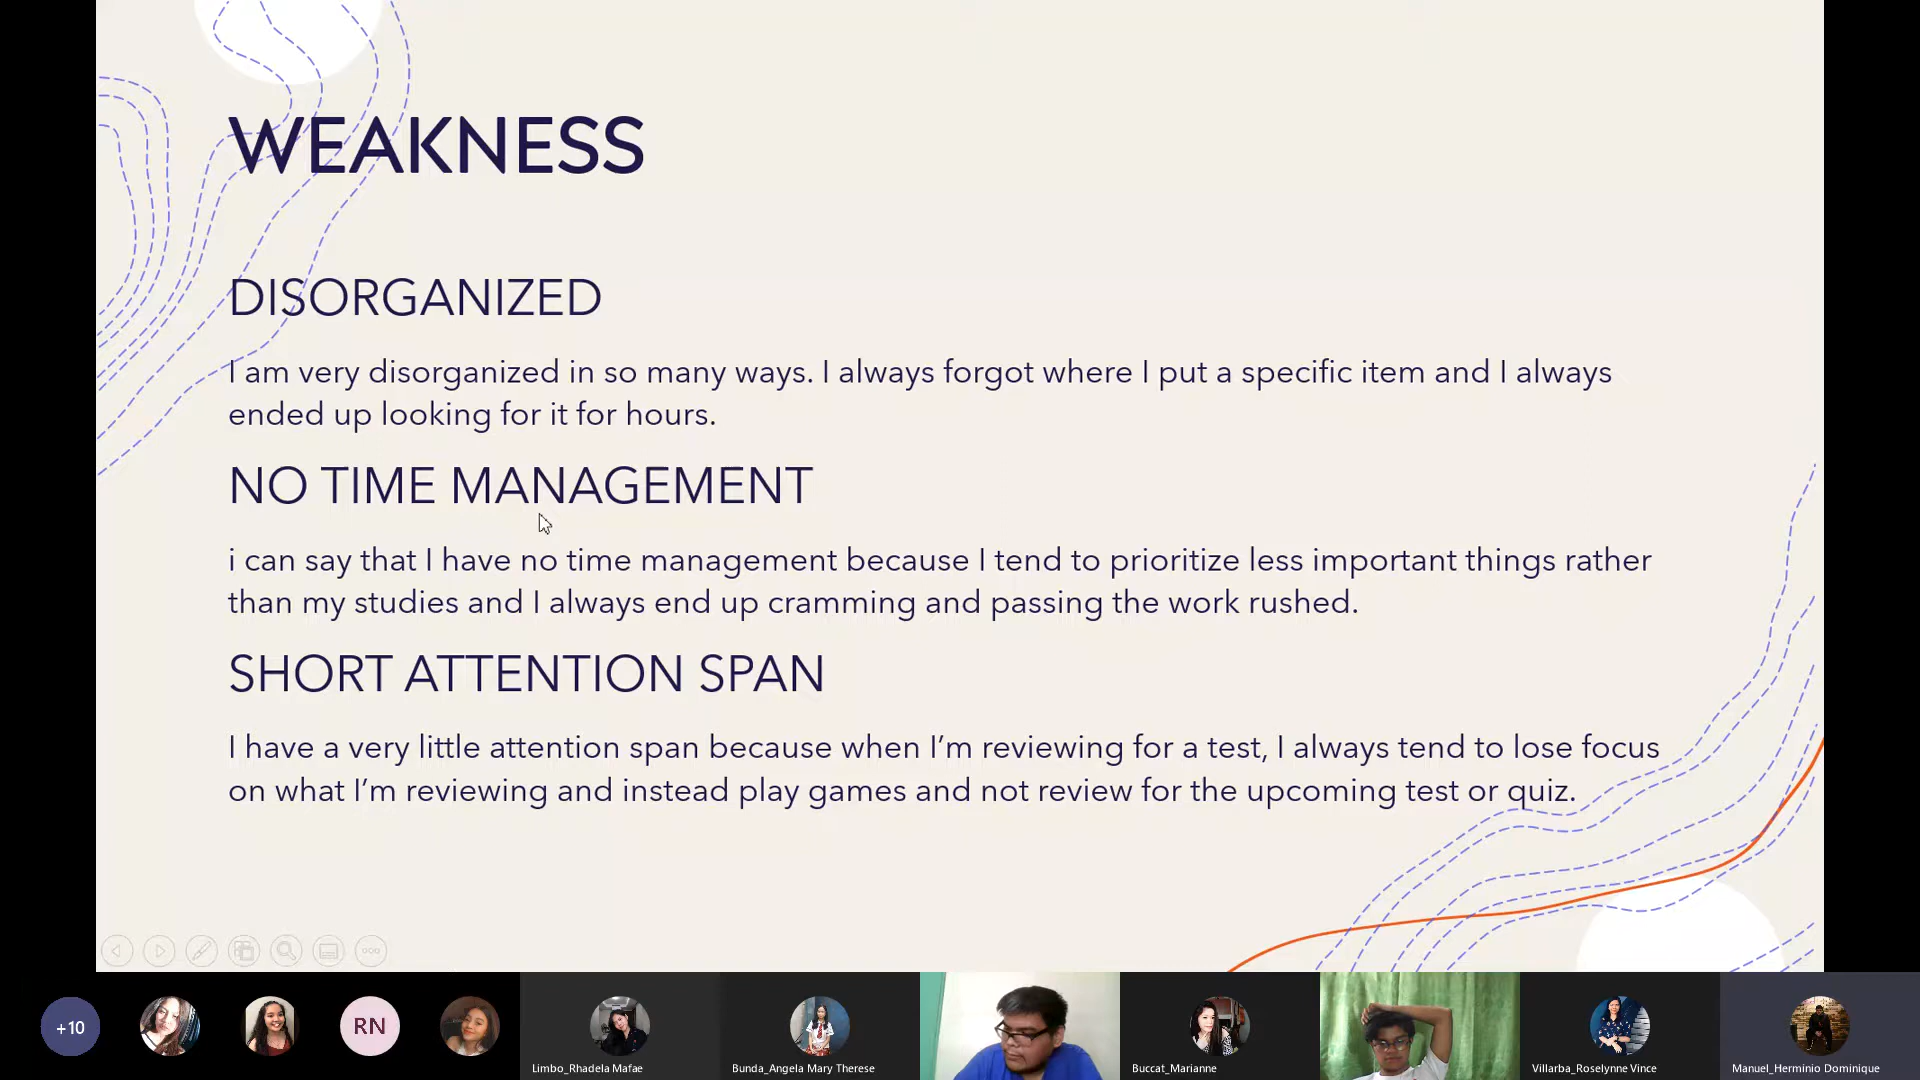 WEAKNESS
DISORGANIZED
I am very disorganized in so many ways. I always forgot where I put a specific item and I always
ended up looking for it for hours.
NO TIME MANAGEMENT
i can say that I have no time management because I tend to prioritize less important things rather
than my studies and I always end up cramming and passing the work rushed.
SHORT ATTENTION SPAN
I have a very little attention span because when I’m reviewing for a test, I always tend to lose focus
on what I’m reviewing and instead play games and not review for the upcoming test or quiz.
+10
RN
Limbo_Rhadela Mafae
Bunda_Angela Mary Therese
Buccat_Marianne
Villarba_Roselynne Vince
Manuel_Herminio Dominique